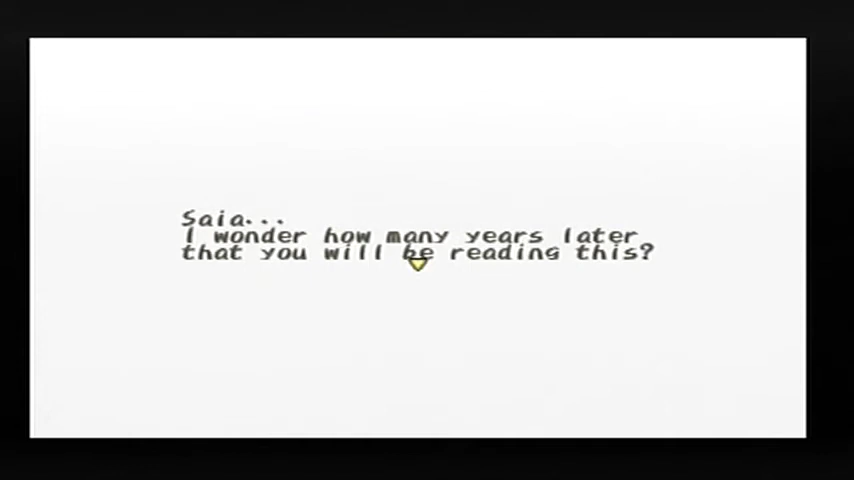 Saia...
I wonder how many years later
that you will be reading this?